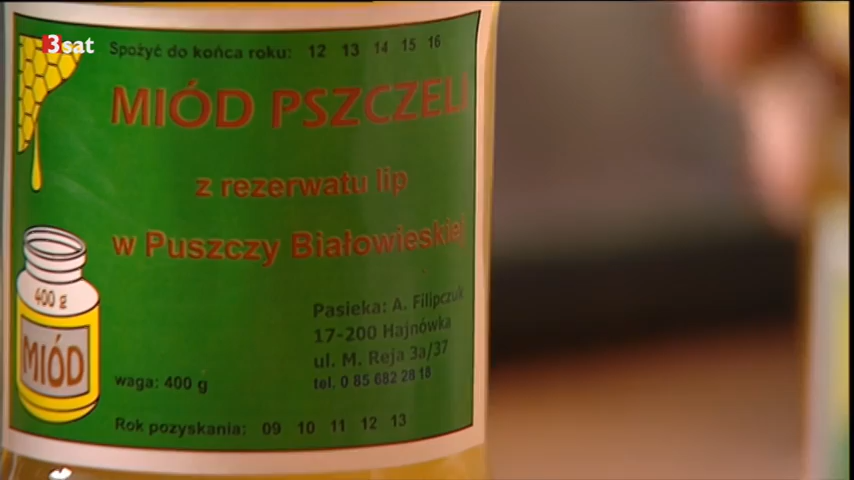 3sat
Spożyć do końca roku: 12 13 14 15 16
MIÓD PSZCZELI
z rezerwatu lip
w Puszczy Białowieskiej
400 g
MIÓD
Pasieka: A. Filipczuk
17-200 Hajnówka
ul. M. Reja 3a/37
tel. 0 85 682 28 18
waga: 400 g
Rok pozyskania: 09 10 11 12 13